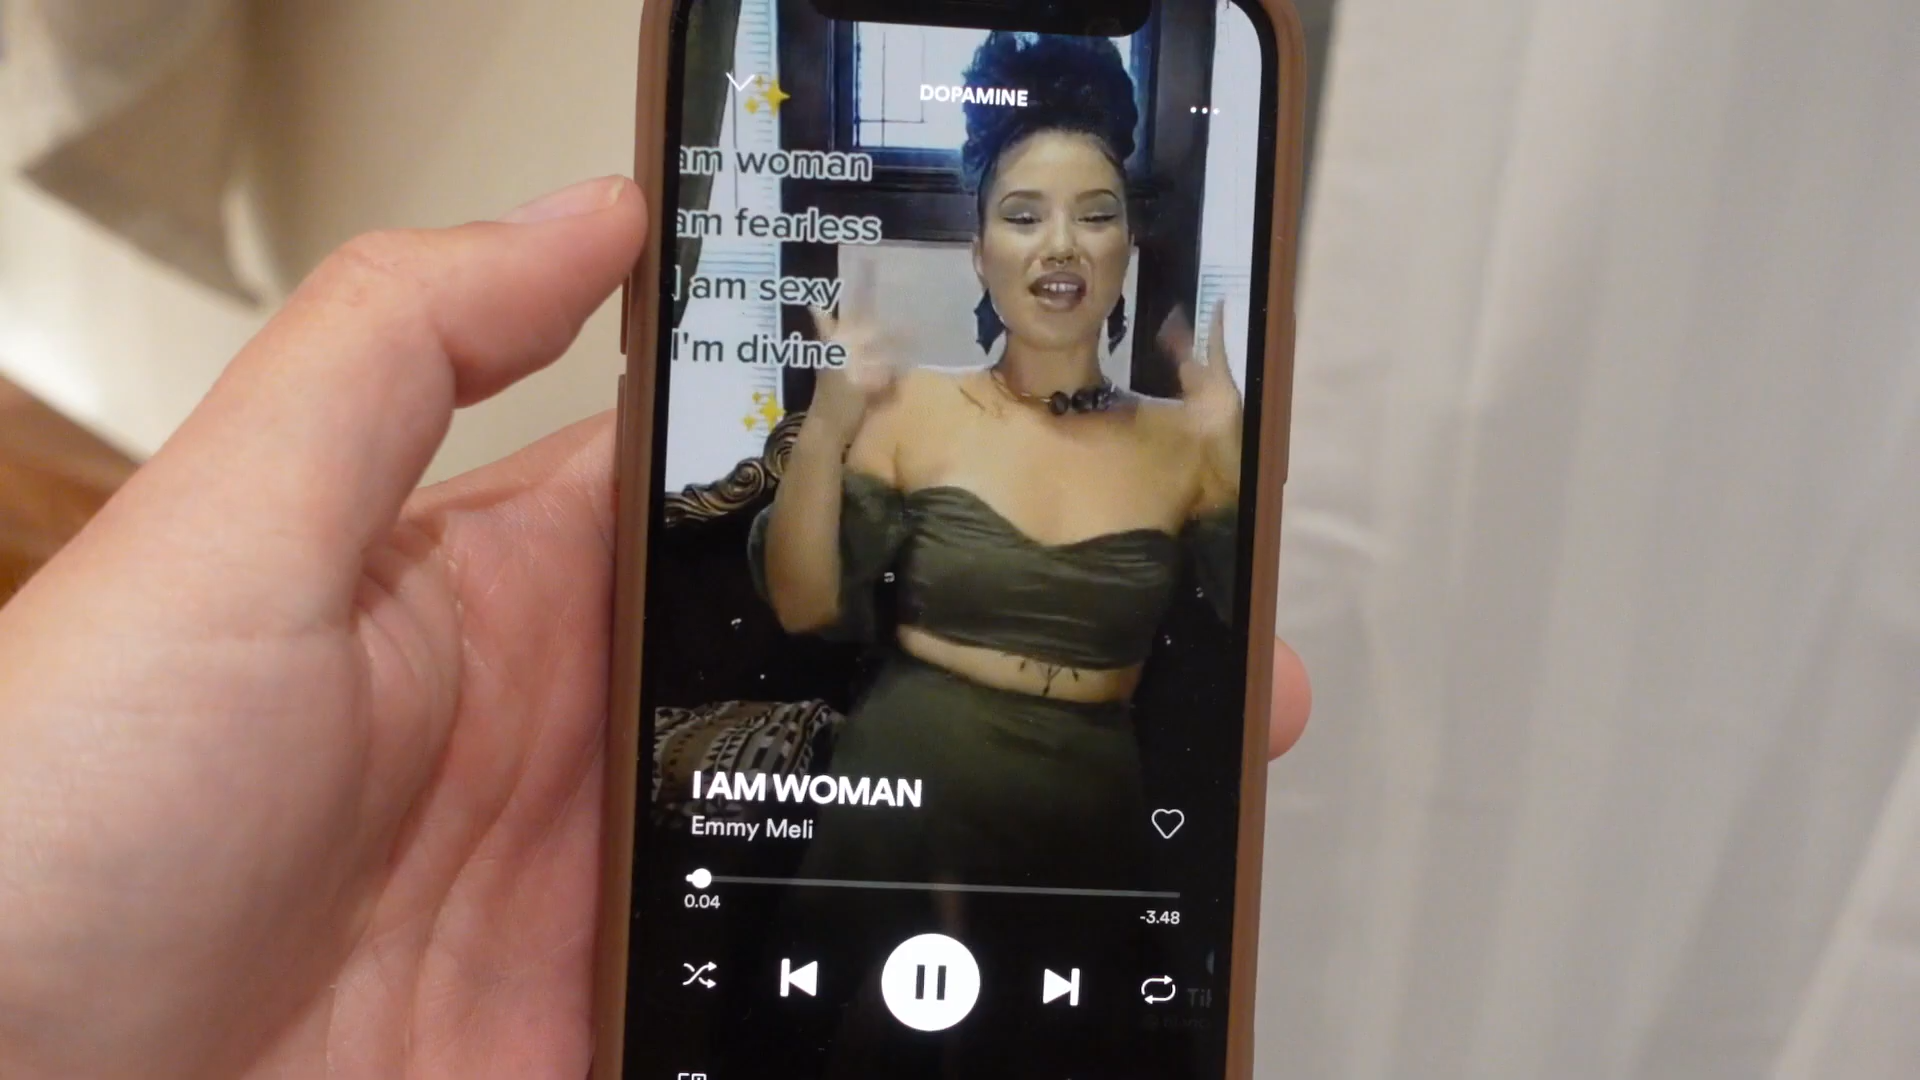 DOPAMINE
am woman
am fearless
I am sexy
I'm divine
I AM WOMAN
Emmy Meli
0.04
-3.48